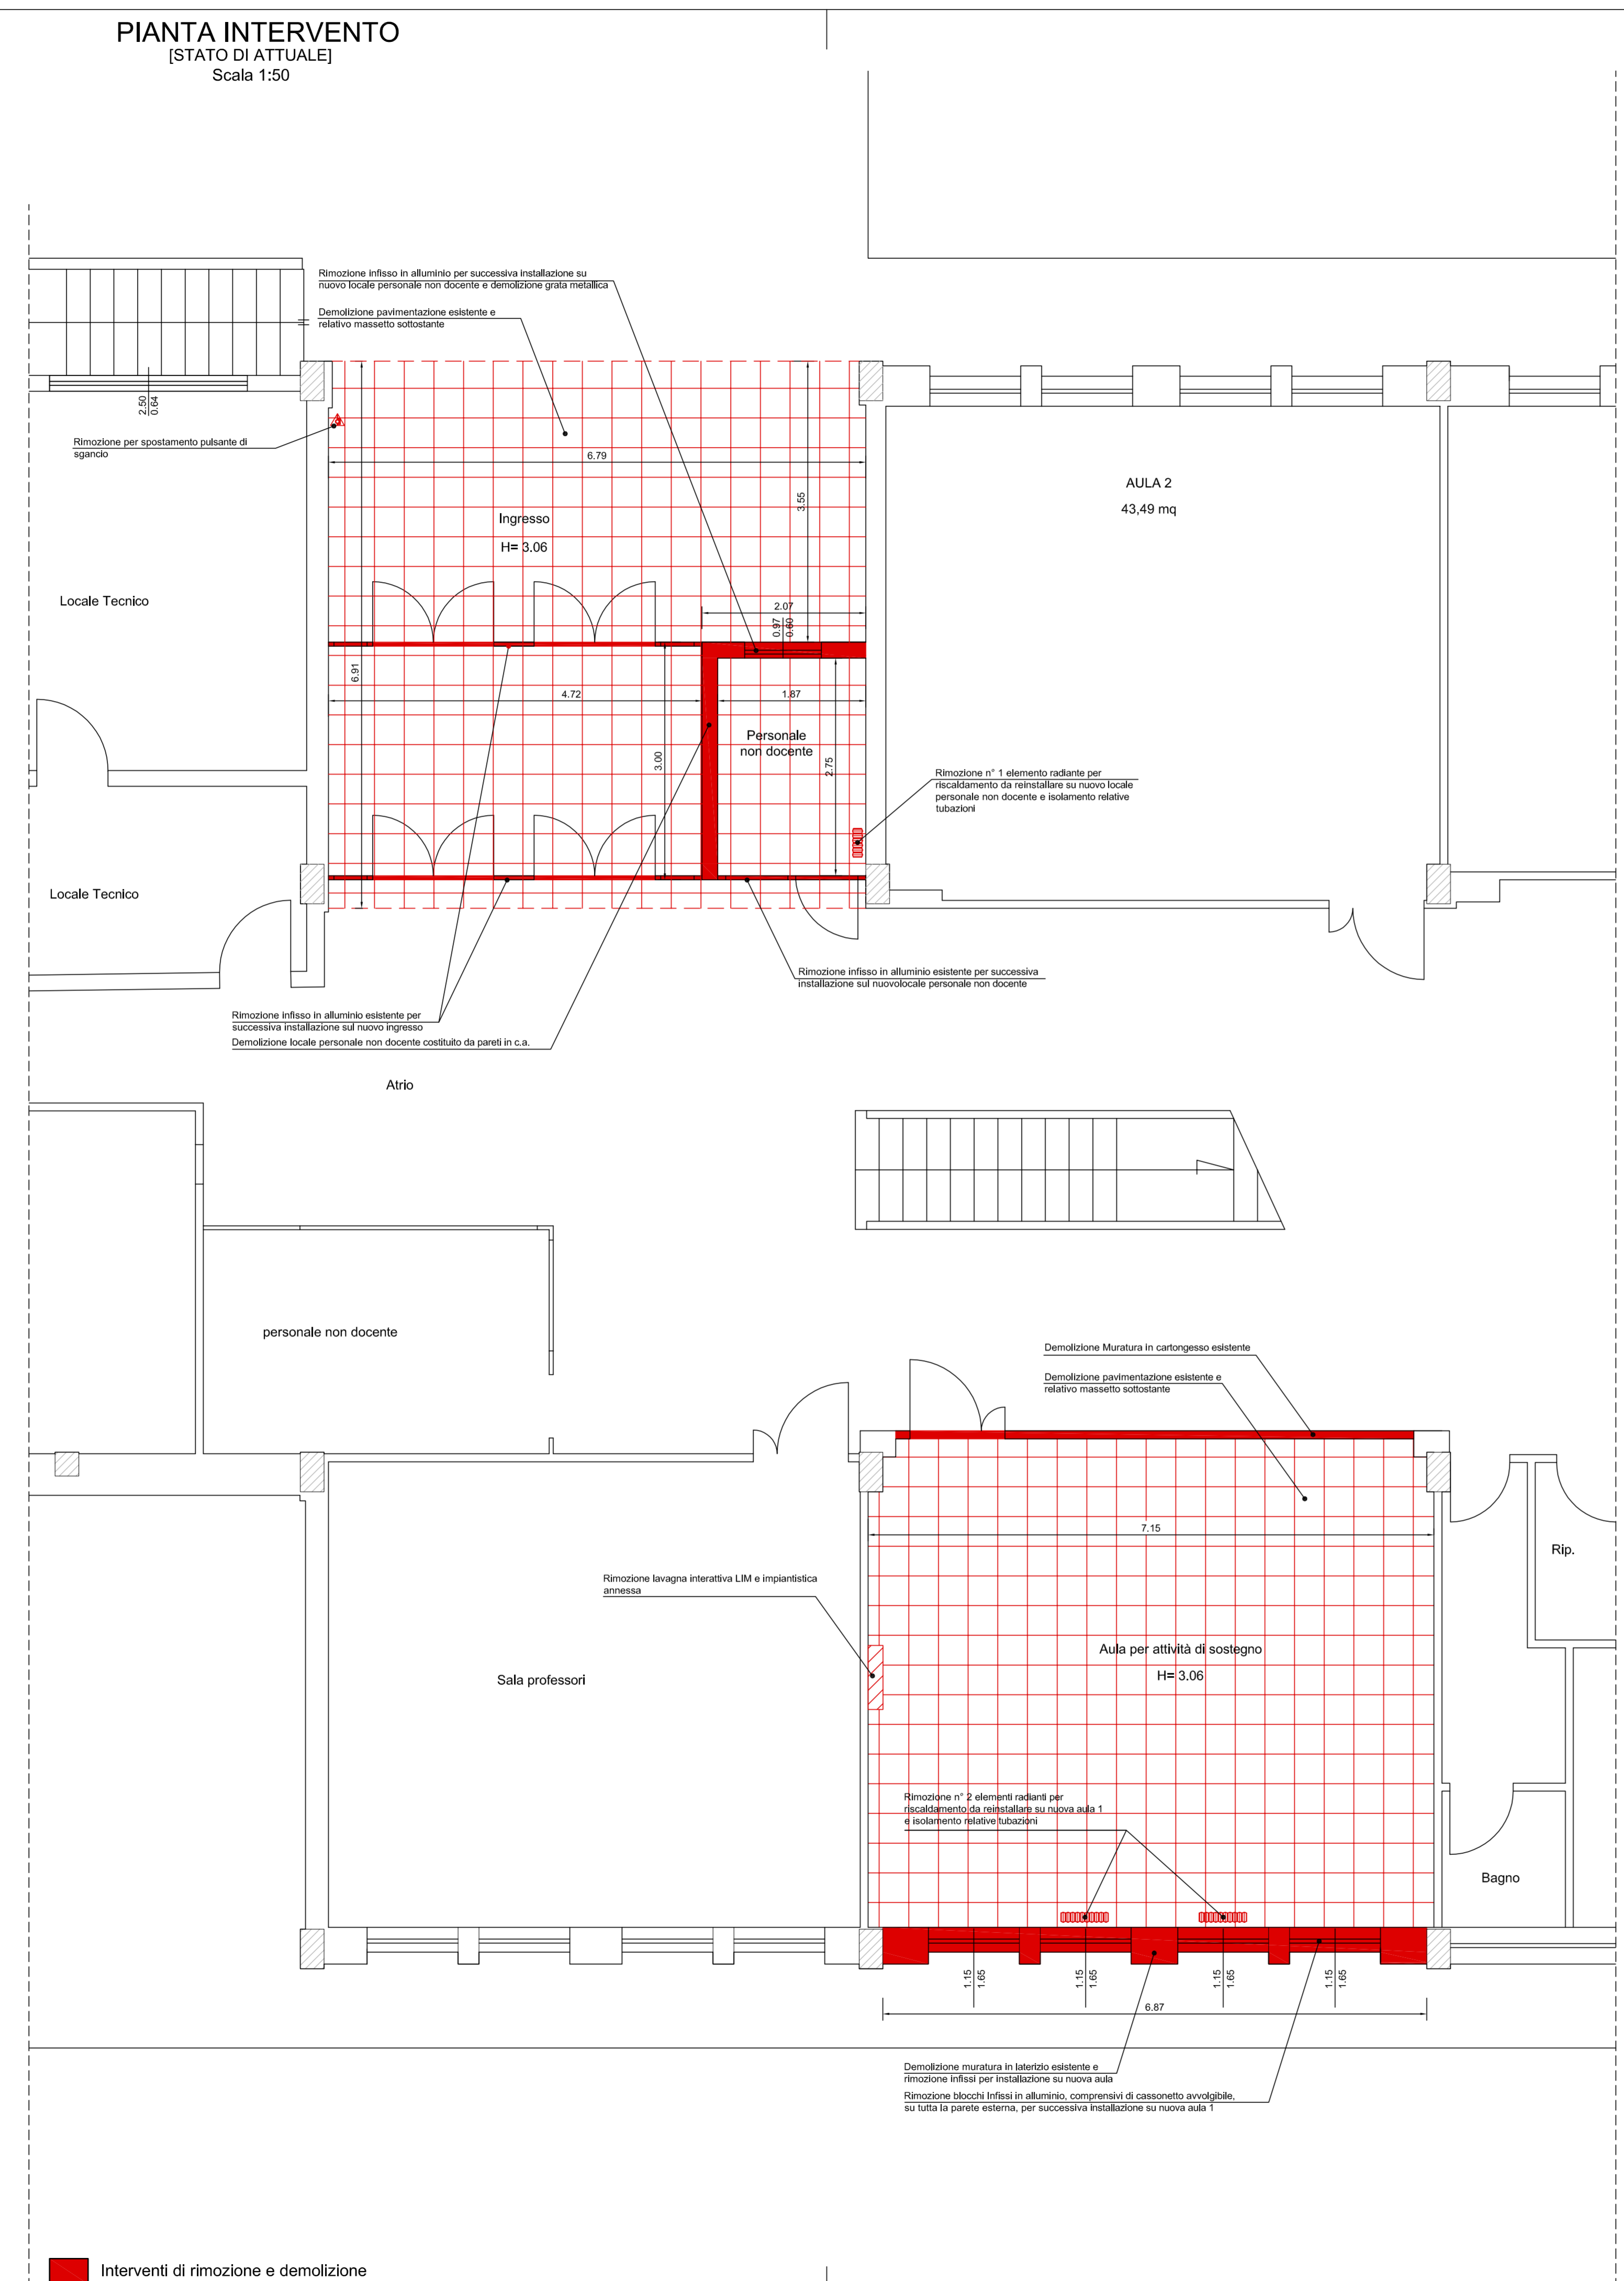 PIANTA INTERVENTO
[STATO DI ATTUALE]
Scala 1:50
Rimozione infisso in alluminio per successiva installazione su
nuovo locale personale non docente e demolizione grata metallica
Demolizione pavimentazione esistente e
relativo massetto sottostante
2.50
0.64
Rimozione per spostamento pulsante di
sgancio
6.79
3.55
Ingresso
H= 3.06
AULA 2
43,49 mq
Locale Tecnico
2.07
0.97
0.60
6.91
4.72
1.87
Personale
non docente
3.00
2.75
Rimozione n° 1 elemento radiante per
riscaldamento da reinstallare su nuovo locale
personale non docente e isolamento relative
tubazioni
Locale Tecnico
Rimozione infisso in alluminio esistente per successiva
installazione sul nuovolocale personale non docente
Rimozione infisso in alluminio esistente per
successiva installazione sul nuovo ingresso
Demolizione locale personale non docente costituito da pareti in c.a.
Atrio
personale non docente
Demolizione Muratura in cartongesso esistente
Demolizione pavimentazione esistente e
relativo massetto sottostante
7.15
Rip.
Rimozione lavagna interattiva LIM e impiantistica
annessa
Aula per attività di sostegno
H= 3.06
Sala professori
Rimozione n° 2 elementi radianti per
riscaldamento da reinstallare su nuova aula 1
e isolamento relative tubazioni
Bagno
1.15
1.65
1.15
1.65
1.15
1.65
1.15
1.65
6.87
Demolizione muratura in laterizio esistente e
rimozione infissi per installazione su nuova aula
Rimozione blocchi Infissi in alluminio, comprensivi di cassonetto avvolgibile,
su tutta la parete esterna, per successiva installazione su nuova aula 1
Interventi di rimozione e demolizione